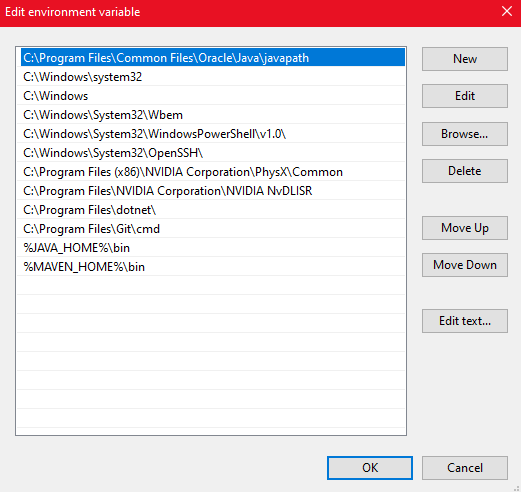 Edit environment variable
C:\Program Files\Common Files\Oracle\Java\javapath
C:\Windows\system32
C:\Windows
C:\Windows\System32\Wbem
C:\Windows\System32\WindowsPowerShell\v1.0\
C:\Windows\System32\OpenSSH\
C:\Program Files (x86)\NVIDIA Corporation\PhysX\Common
C:\Program Files\NVIDIA Corporation\NVIDIA NvDLISR
C:\Program Files\dotnet\
C:\Program Files\Git\cmd
%JAVA_HOME%\bin
%MAVEN_HOME%\bin
New
Edit
Browse...
Delete
Move Up
Move Down
Edit text...
OK
Cancel